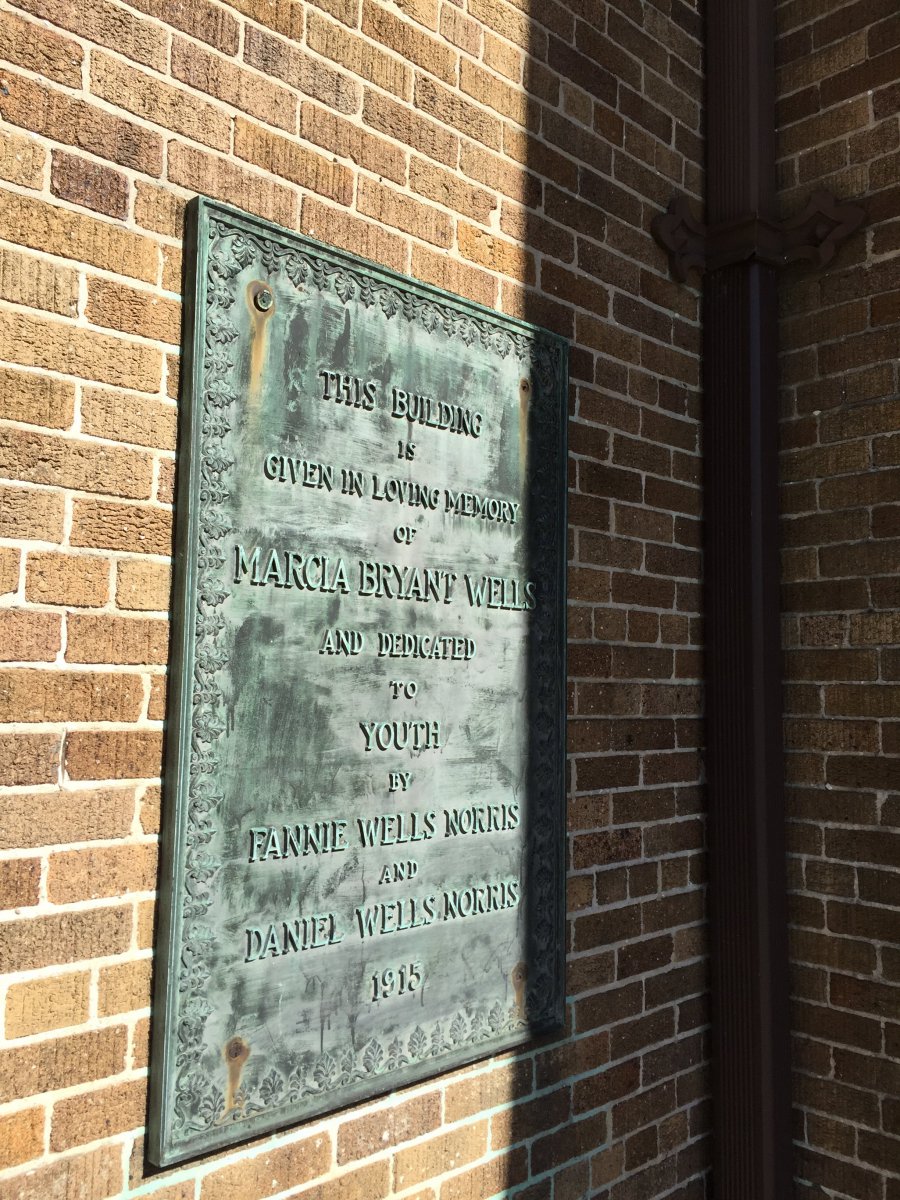 THIS BUILDING
IS
GIVEN IN LOVING MEMORY
OF
MARCIA BRYANT WELLS
AND DEDICATED
TO
YOUTH
BY
FANNIE WELLS NORRIS
AND
DANIEL WELLS NORRIS
1915